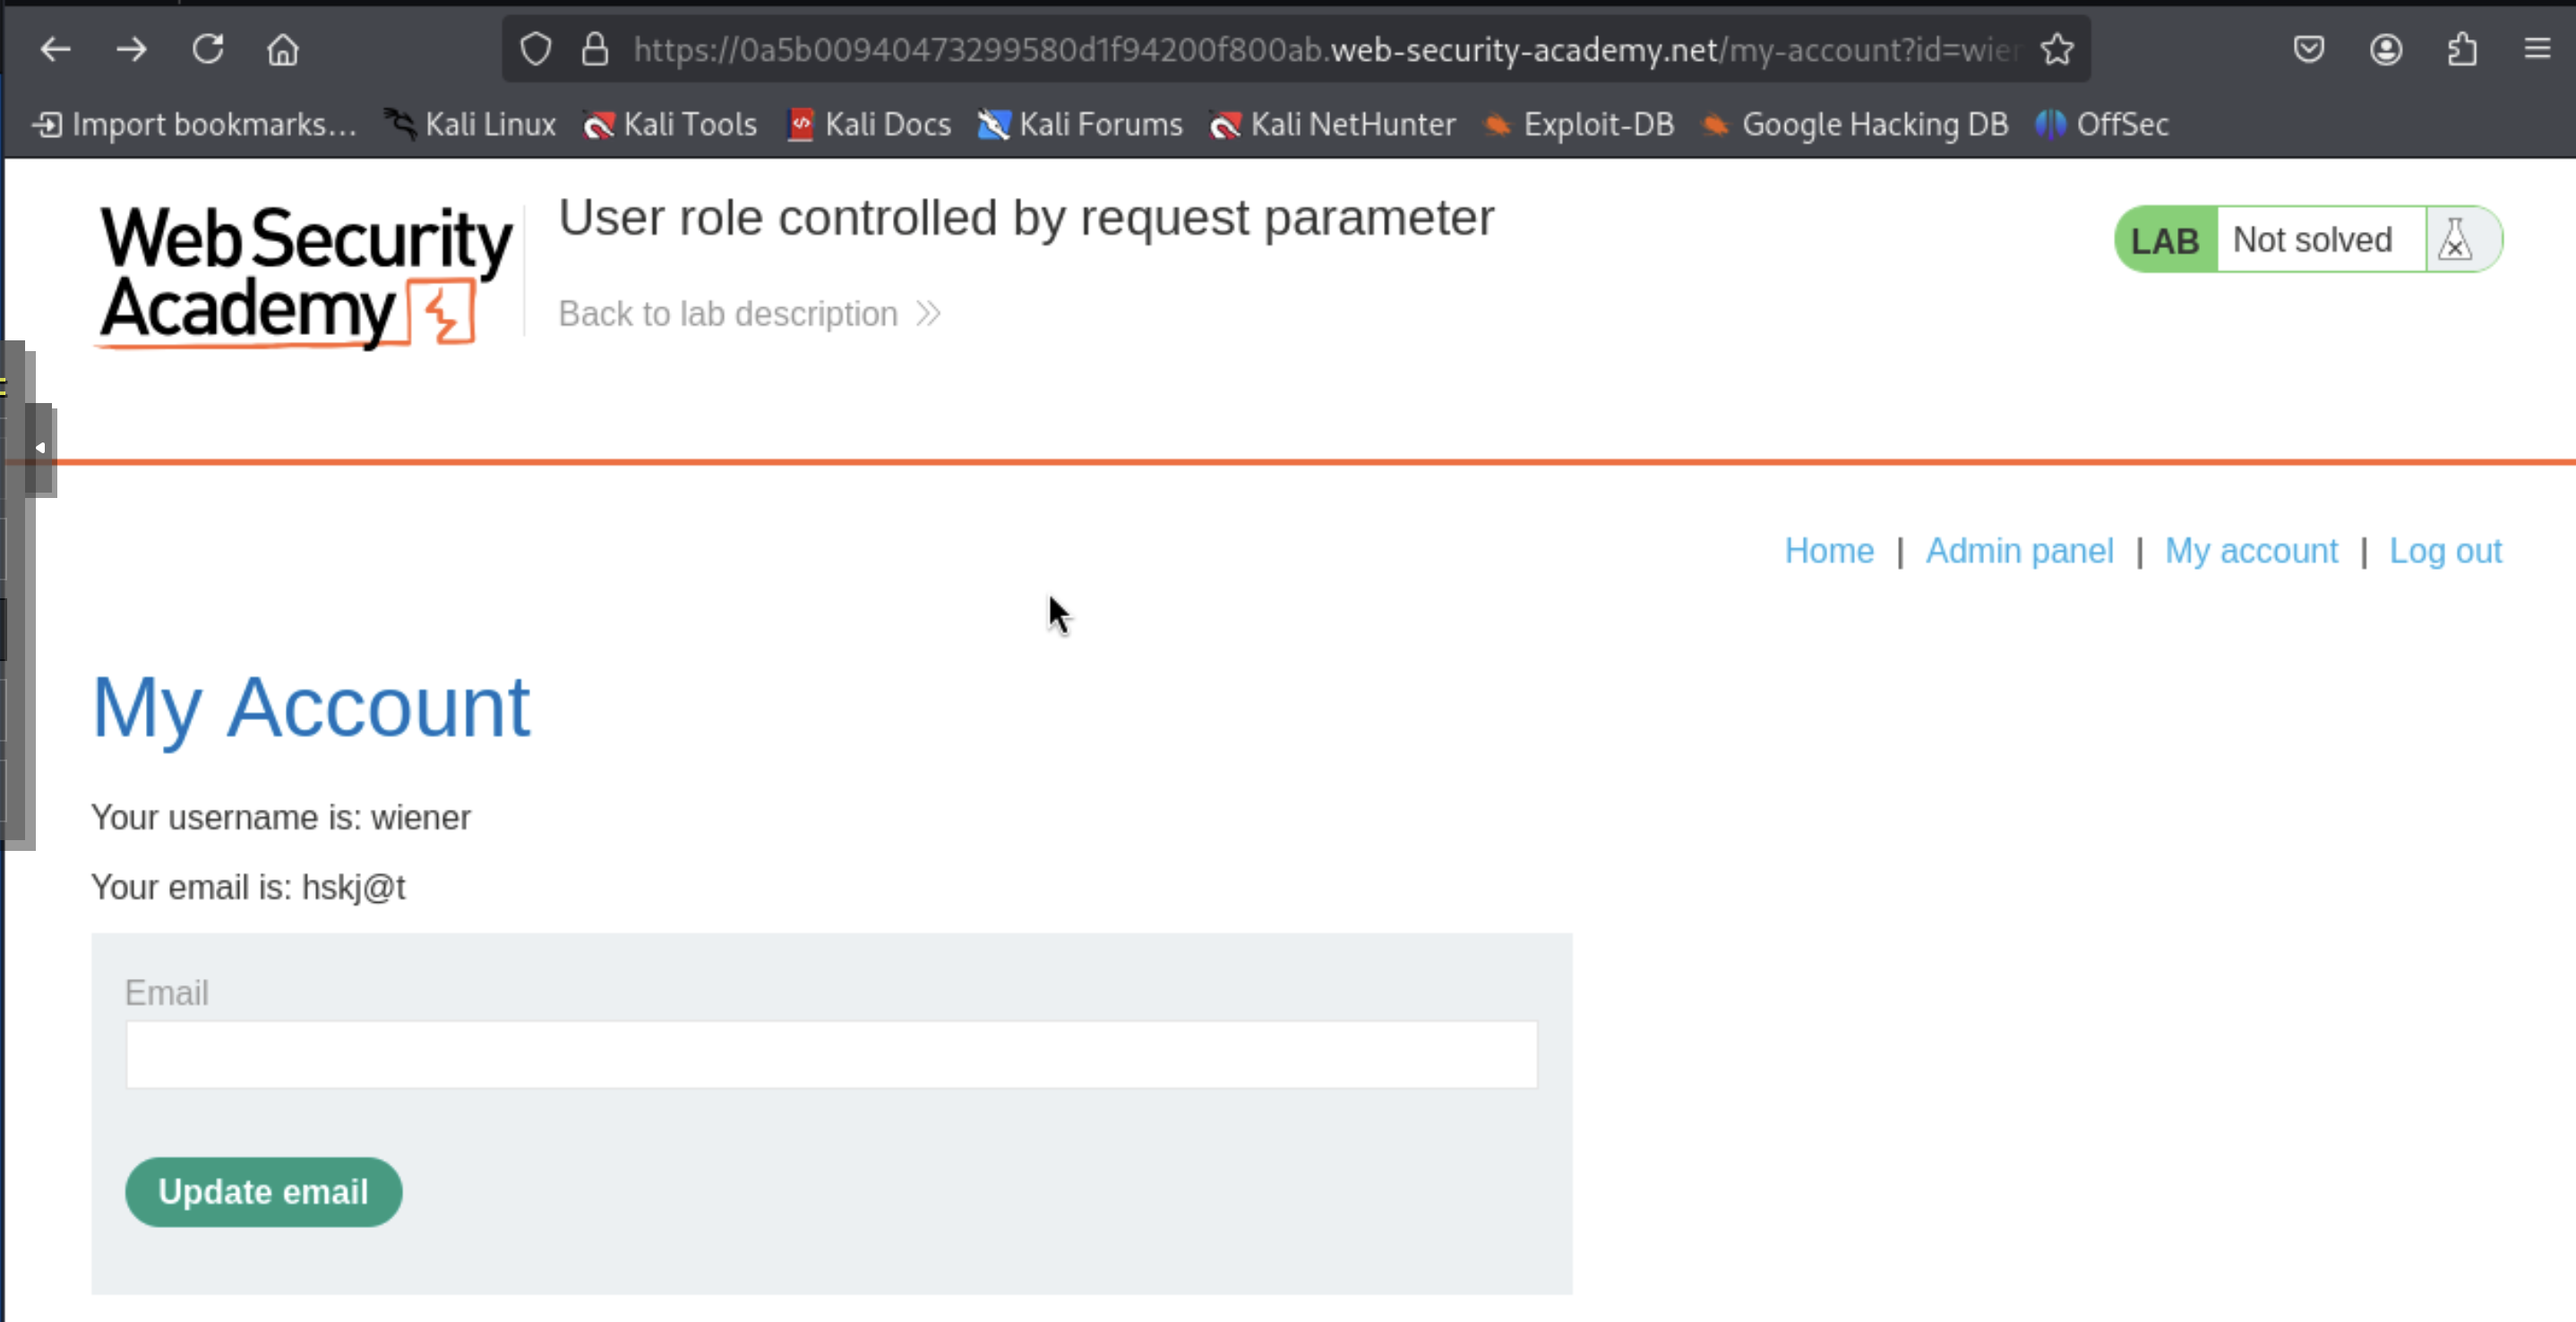 https://0a5b00940473299580d1f94200f800ab.web-security-academy.net/my-account?id=wier
Import bookmarks... Kali Linux Kali Tools Kali Docs Kali Forums Kali NetHunter Exploit-DB Google Hacking DB OffSec
Web Security
Academy
User role controlled by request parameter
Back to lab description
LAB Not solved
Home | Admin panel | My account | Log out
My Account
Your username is: wiener
Your email is: hskj@t
Email
Update email